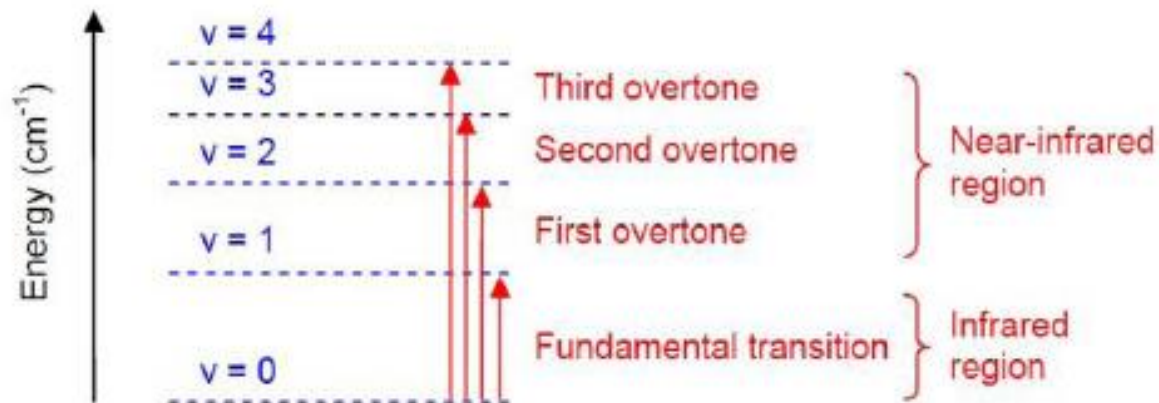 Energy (cm⁻¹)
v = 4
v = 3
v = 2
v = 1
v = 0
Third overtone
Second overtone
First overtone
Fundamental transition
Near-infrared
region
Infrared
region